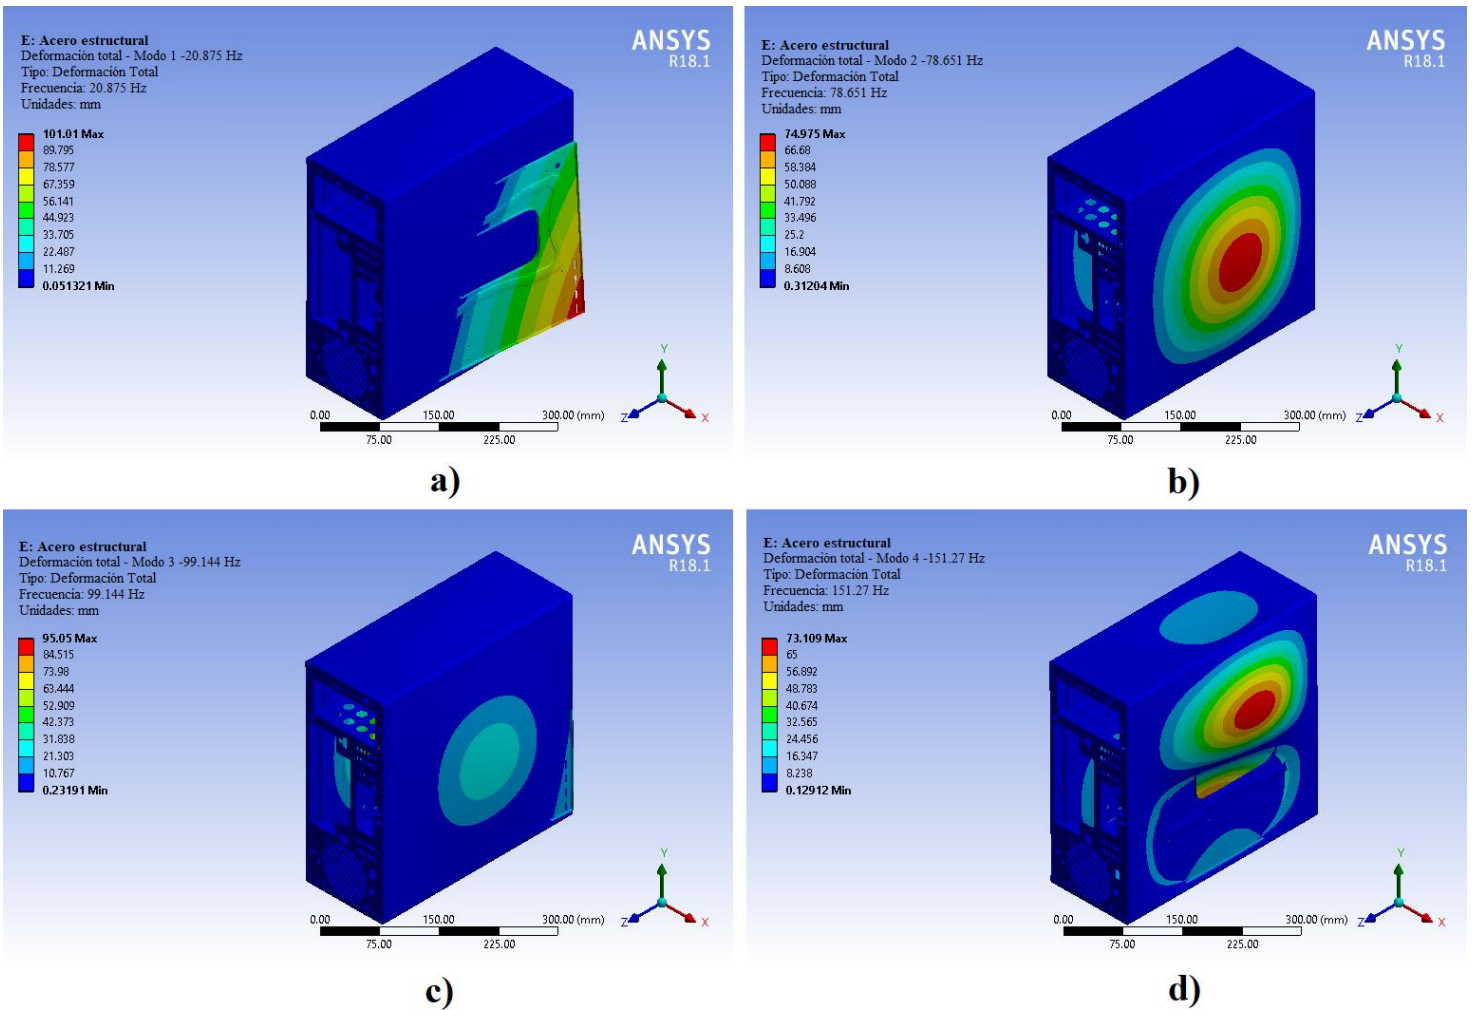 E: Acero estructural
Deformación total - Modo 1 -20.875 Hz
Tipo: Deformación Total
Frecuencia: 20.875 Hz
Unidades: mm
ANSYS
R18.1
101.01 Max
89.795
78.577
67.359
56.141
44.923
33.705
22.487
11.269
0.051321 Min
0.00 150.00 300.00 (mm)
75.00 225.00
Y
Z X
a)
E: Acero estructural
Deformación total - Modo 2 -78.651 Hz
Tipo: Deformación Total
Frecuencia: 78.651 Hz
Unidades: mm
ANSYS
R18.1
74.975 Max
66.68
58.384
50.088
41.792
33.496
25.2
16.904
8.608
0.31204 Min
0.00 150.00 300.00 (mm)
75.00 225.00
Y
Z X
b)
E: Acero estructural
Deformación total - Modo 3 -99.144 Hz
Tipo: Deformación Total
Frecuencia: 99.144 Hz
Unidades: mm
ANSYS
R18.1
95.05 Max
84.515
73.98
63.444
52.909
42.373
31.838
21.303
10.767
0.23191 Min
0.00 150.00 300.00 (mm)
75.00 225.00
Y
Z X
c)
E: Acero estructural
Deformación total - Modo 4 -151.27 Hz
Tipo: Deformación Total
Frecuencia: 151.27 Hz
Unidades: mm
ANSYS
R18.1
73.109 Max
65
56.892
48.783
40.674
32.565
24.456
16.347
8.238
0.12912 Min
0.00 150.00 300.00 (mm)
75.00 225.00
Y
Z X
d)